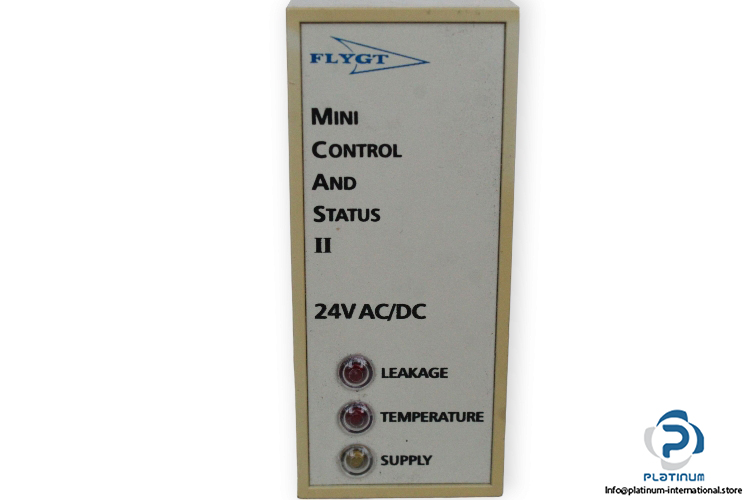 FLYGT
MINI
CONTROL
AND
STATUS
II
24V AC/DC
LEAKAGE
TEMPERATURE
SUPPLY
PLATINUM
Info@platinum-international.store